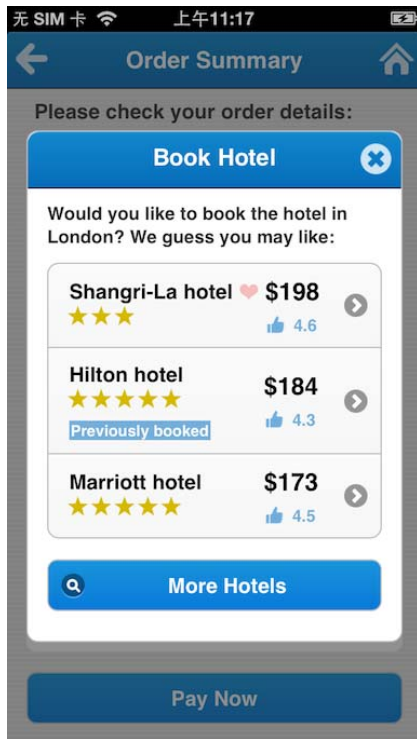 无 SIM 卡 上午11:17
Order Summary
Please check your order details:
Book Hotel
Would you like to book the hotel in
London? We guess you may like:
Shangri-La hotel $198
4.6
Hilton hotel
$184
Previously booked 4.3
Marriott hotel $173
4.5
More Hotels
Pay Now